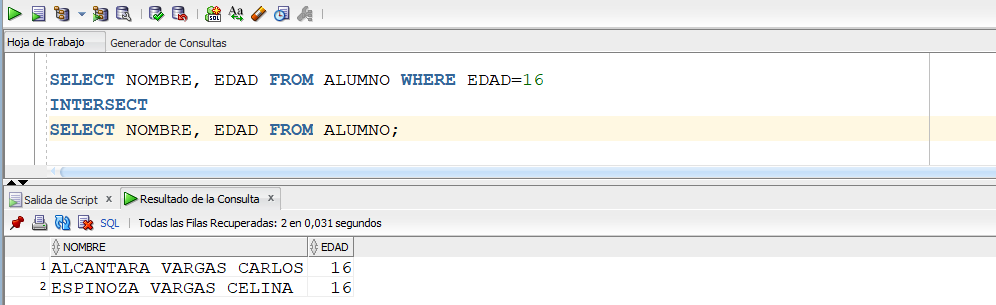 SQL
Aa
Hoja de Trabajo Generador de Consultas
SELECT NOMBRE, EDAD FROM ALUMNO WHERE EDAD=16
INTERSECT
SELECT NOMBRE, EDAD FROM ALUMNO;
Salida de Script x Resultado de la Consulta x
SQL | Todas las Filas Recuperadas: 2 en 0,031 segundos
NOMBRE EDAD
1 ALCANTARA VARGAS CARLOS 16
2 ESPINOZA VARGAS CELINA 16